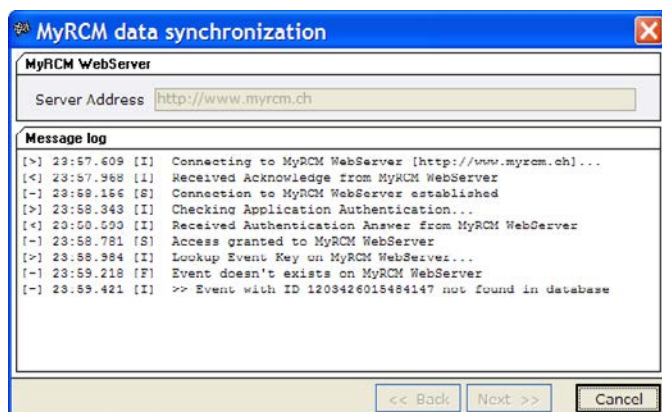 MyRCM data synchronization
MyRCM WebServer
Server Address http://www.myrcm.ch
Message log
[>] 23:57.609 [I] Connecting to MyRCM WebServer [http://www.myrcm.ch]...
[<] 23:57.968 [I] Received Acknowledge from MyRCM WebServer
[-] 23:58.156 [S] Connection to MyRCM WebServer established
[>] 23:58.343 [I] Checking Application Authentication...
[<] 23:58.593 [I] Received Authentication Answer from MyRCM WebServer
[-] 23:58.781 [S] Access granted to MyRCM WebServer
[>] 23:58.984 [I] Lookup Event Key on MyRCM WebServer...
[-] 23:59.218 [F] Event doesn't exists on MyRCM WebServer
[-] 23:59.421 [I] >> Event with ID 1203426015484147 not found in database
<< Back Next >> Cancel